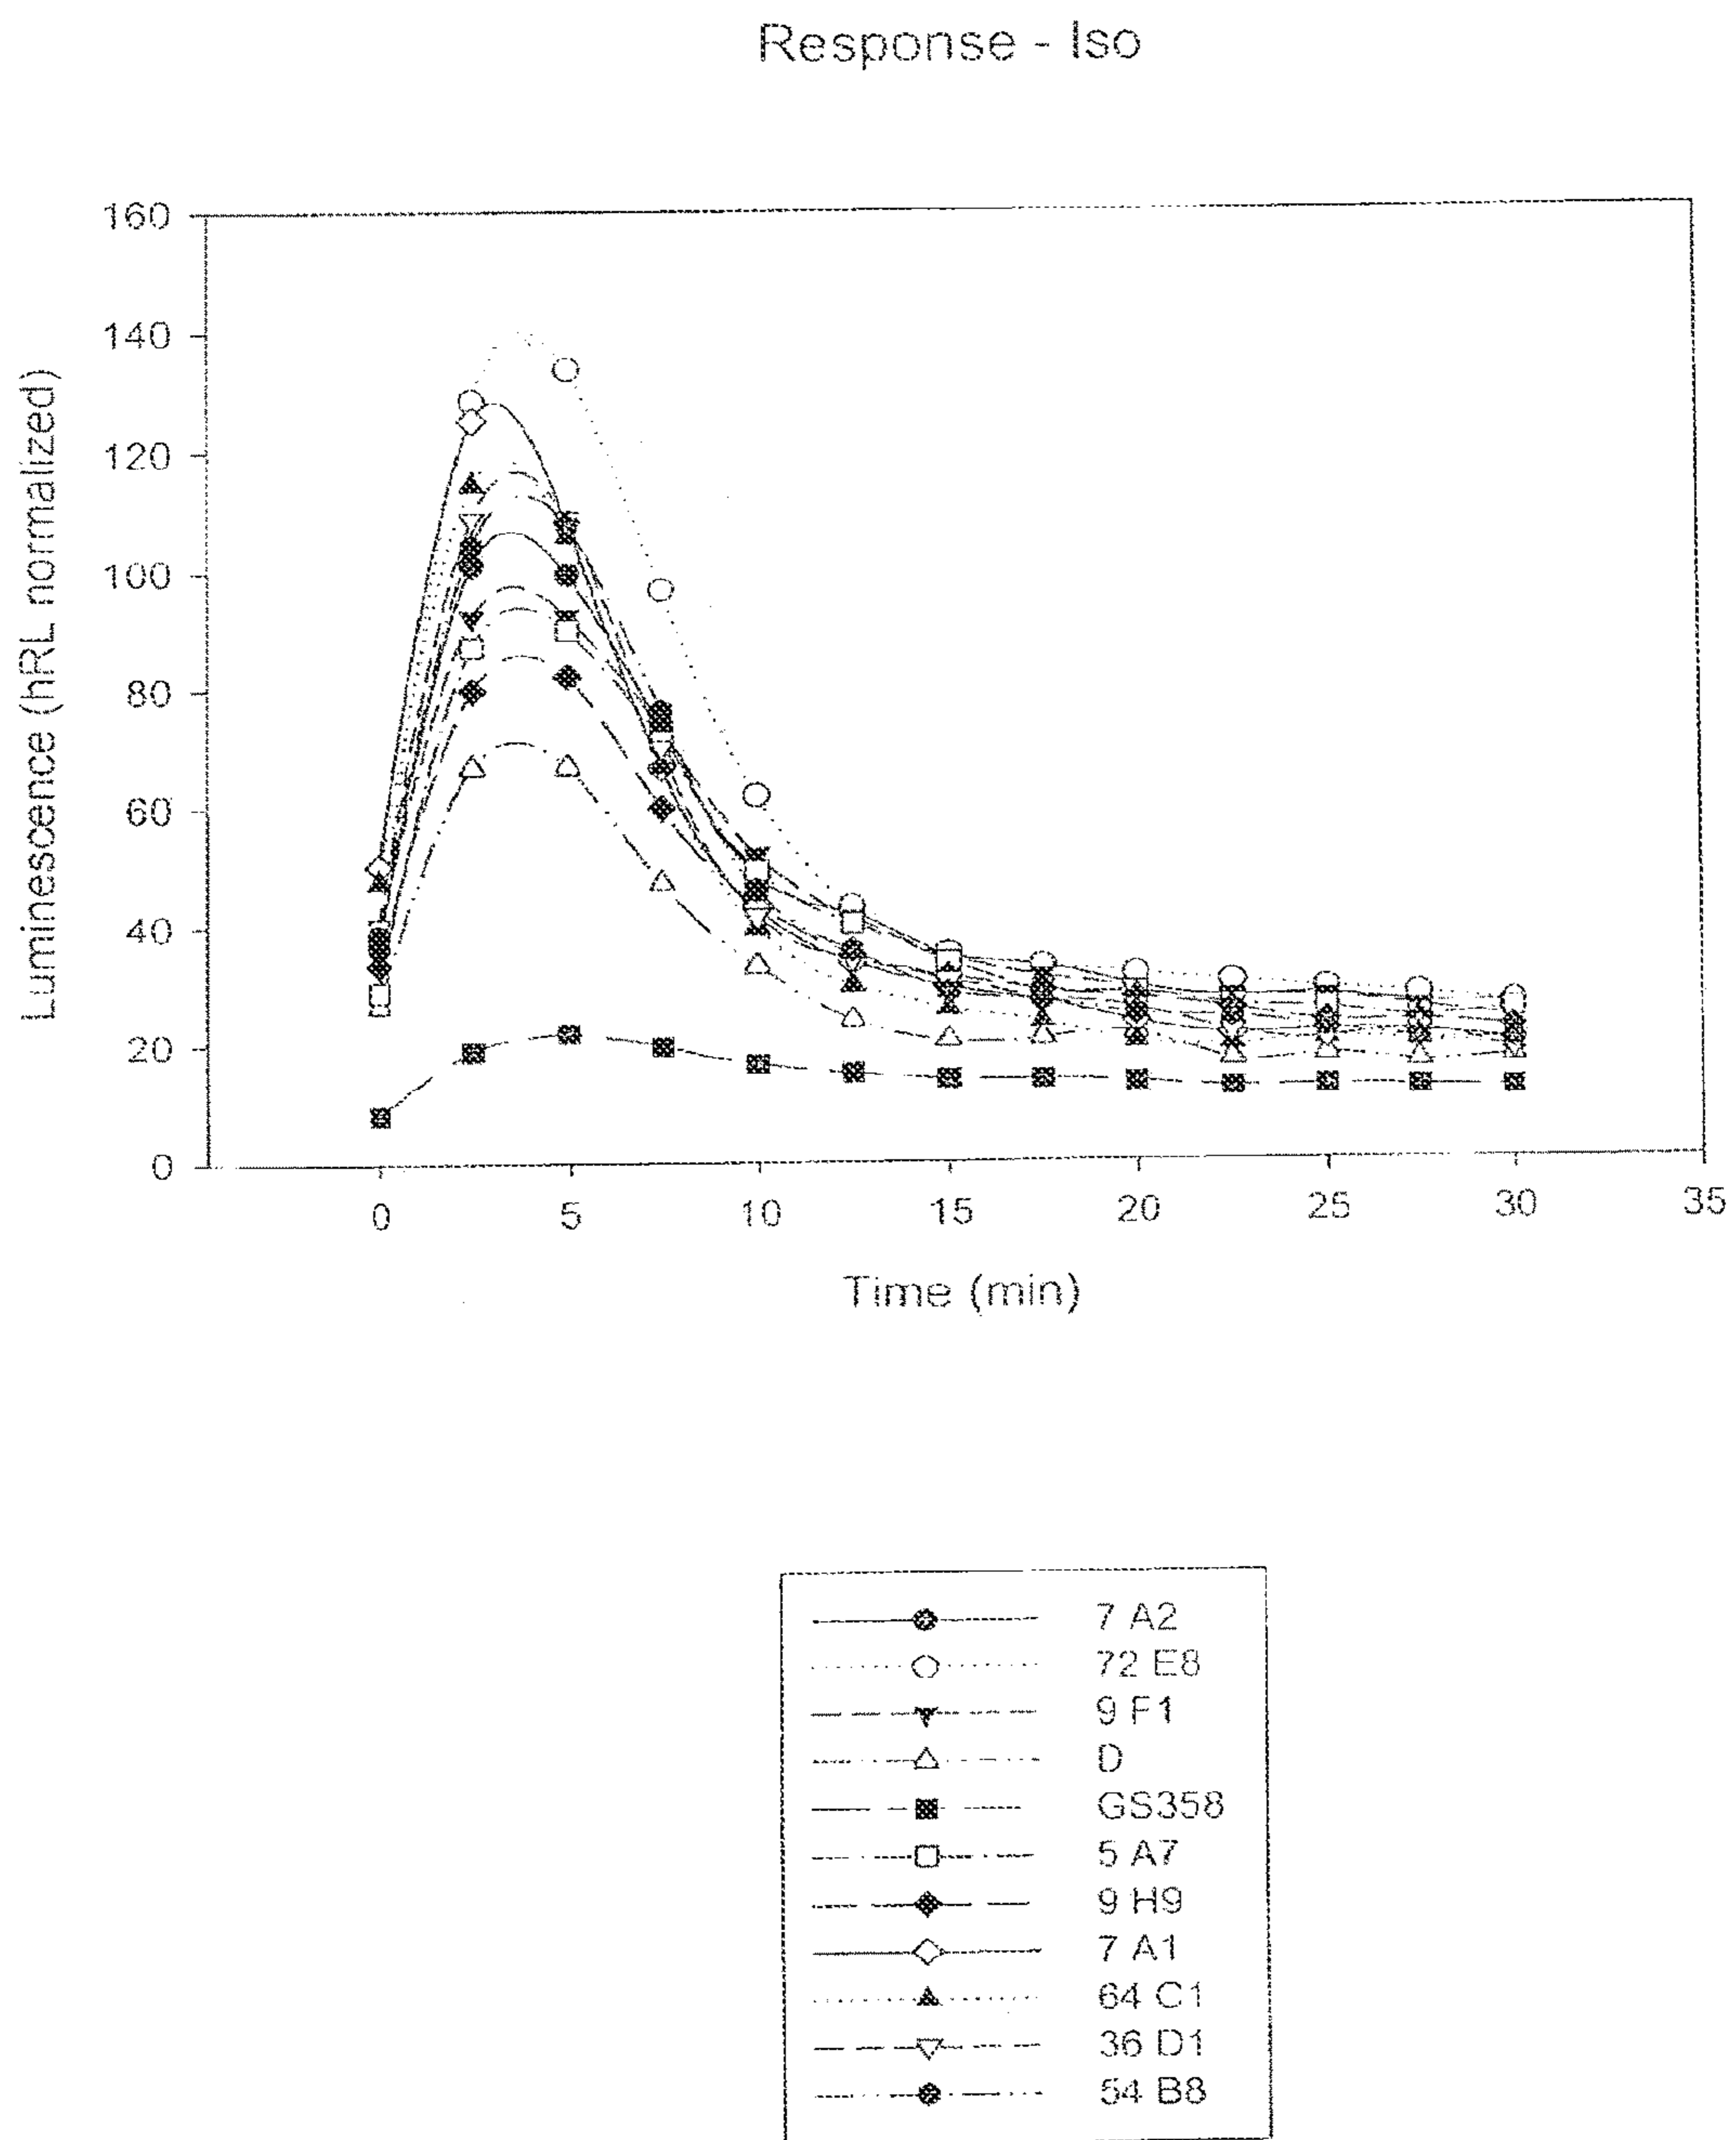 Response - Iso
160
140
120
100
80
60
40
20
0
Luminescence (hRL normalized)
0 5 10 15 20 25 30 35
Time (min)
7 A2
72 E8
9 F1
D
GS358
5 A7
9 H9
7 A1
64 C1
36 D1
54 B8